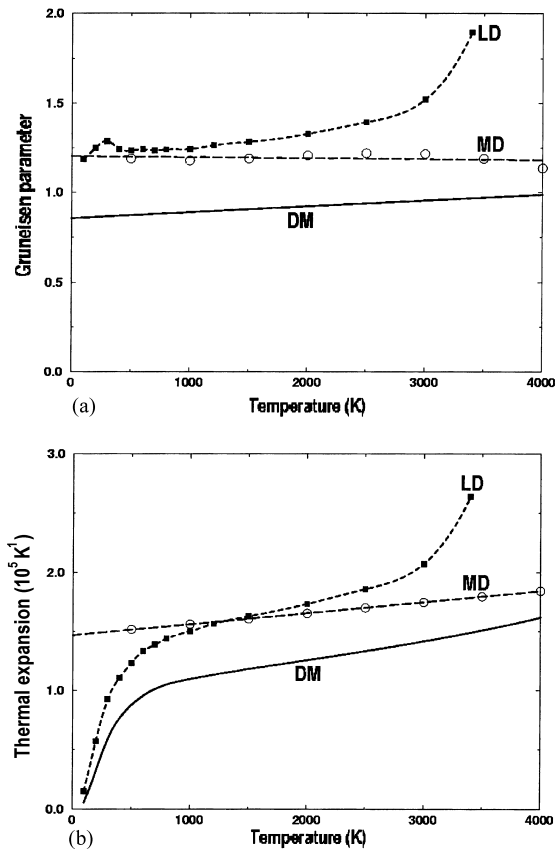 2.0
LD
1.5
MD
Gruneisen parameter
1.0
DM
0.5
0.0
0 1000 2000 3000 4000
(a) Temperature (K)
3.0
LD
2.0
MD
Thermal expansion (10⁵ K¹)
DM
1.0
0.0
0 1000 2000 3000 4000
(b) Temperature (K)